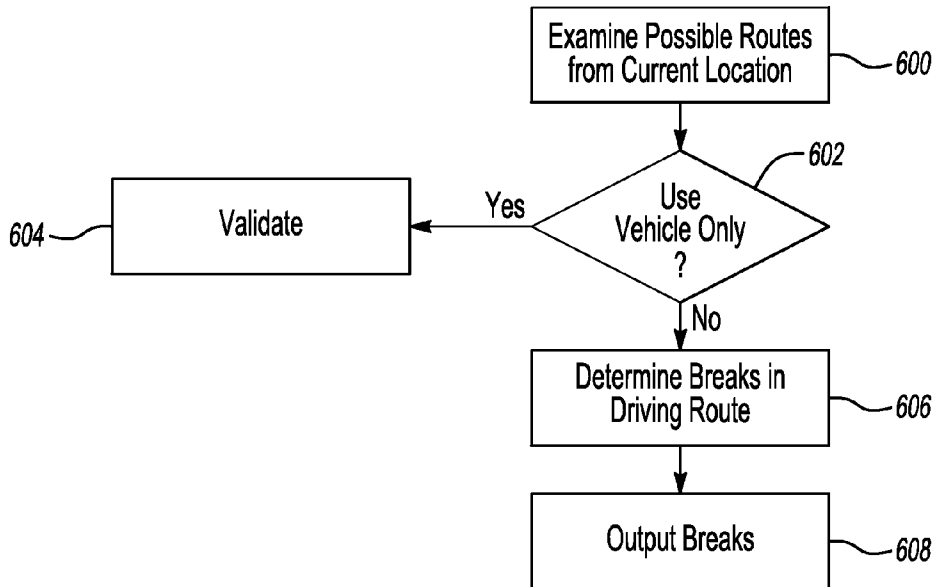 Examine Possible Routes
from Current Location
600
602
Use
Vehicle Only
?
Yes
Validate
604
No
Determine Breaks in
Driving Route
606
Output Breaks
608